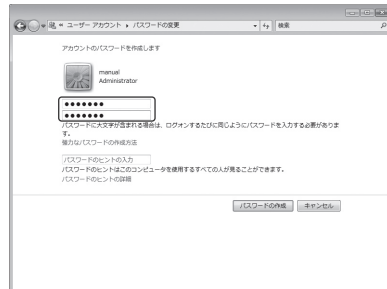 « ユーザー アカウント ▸ パスワードの変更
検索
アカウントのパスワードを作成します
manual
Administrator
●●●●●●●
●●●●●●●
パスワードに大文字が含まれる場合は、ログオンするたびに同じようにパスワードを入力する必要がありま
す。
強力なパスワードの作成方法
パスワードのヒントの入力
パスワードのヒントはこのコンピュータを使用するすべての人が見ることができます。
パスワードのヒントの詳細
パスワードの作成
キャンセル